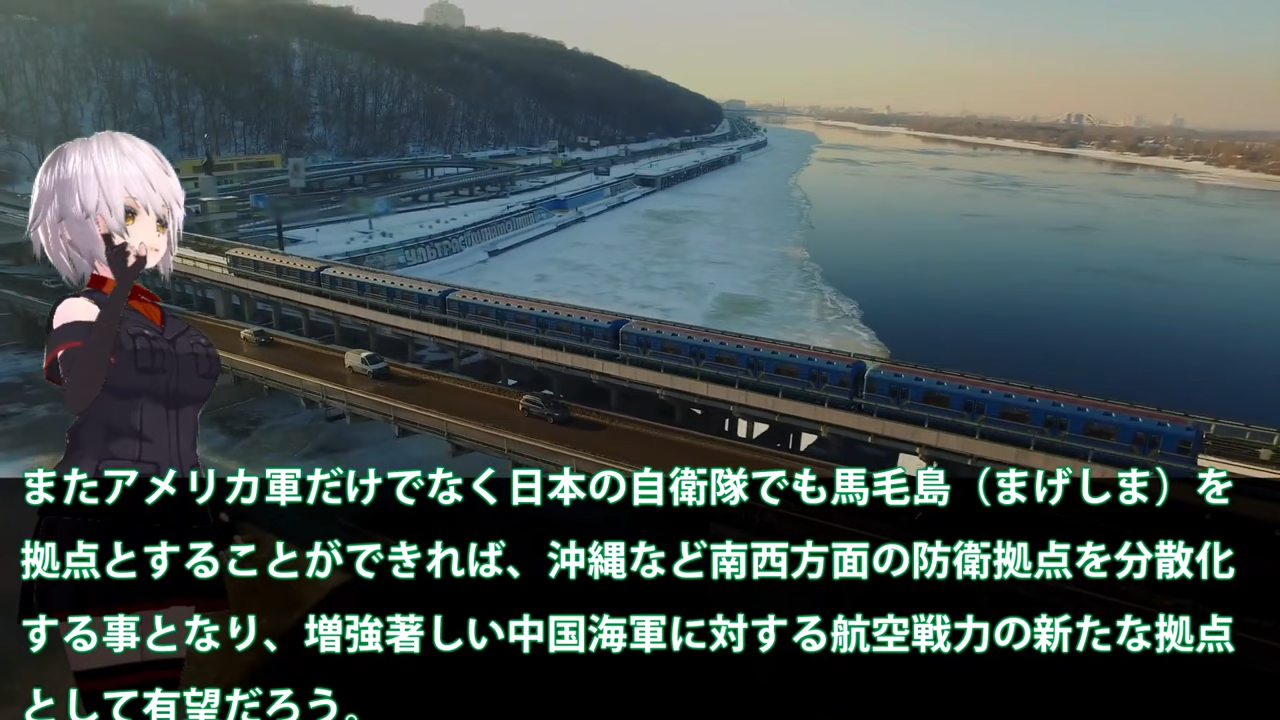 УЛЬТРАС
またアメリカ軍だけでなく日本の自衛隊でも馬毛島（まげしま）を
拠点とすることができれば、沖縄など南西方面の防衛拠点を分散化
する事となり、増強著しい中国海軍に対する航空戦力の新たな拠点
として有望だろう。